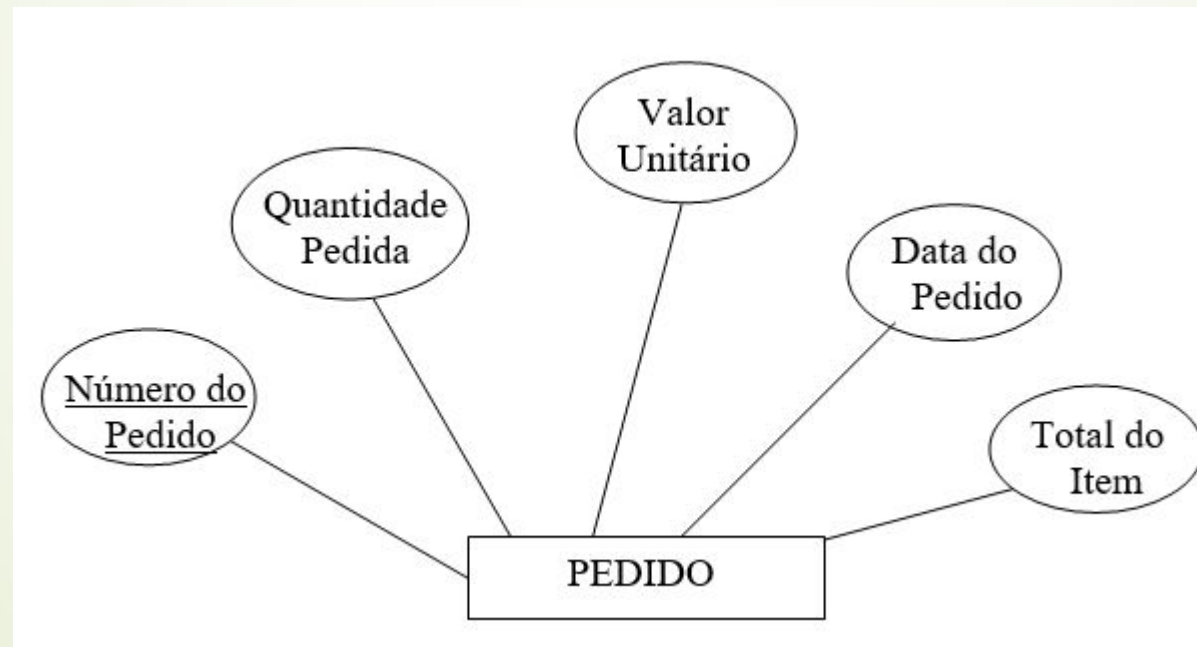 Valor
Unitário
Quantidade
Pedida
Data do
Pedido
Número do
Pedido
Total do
Item
PEDIDO